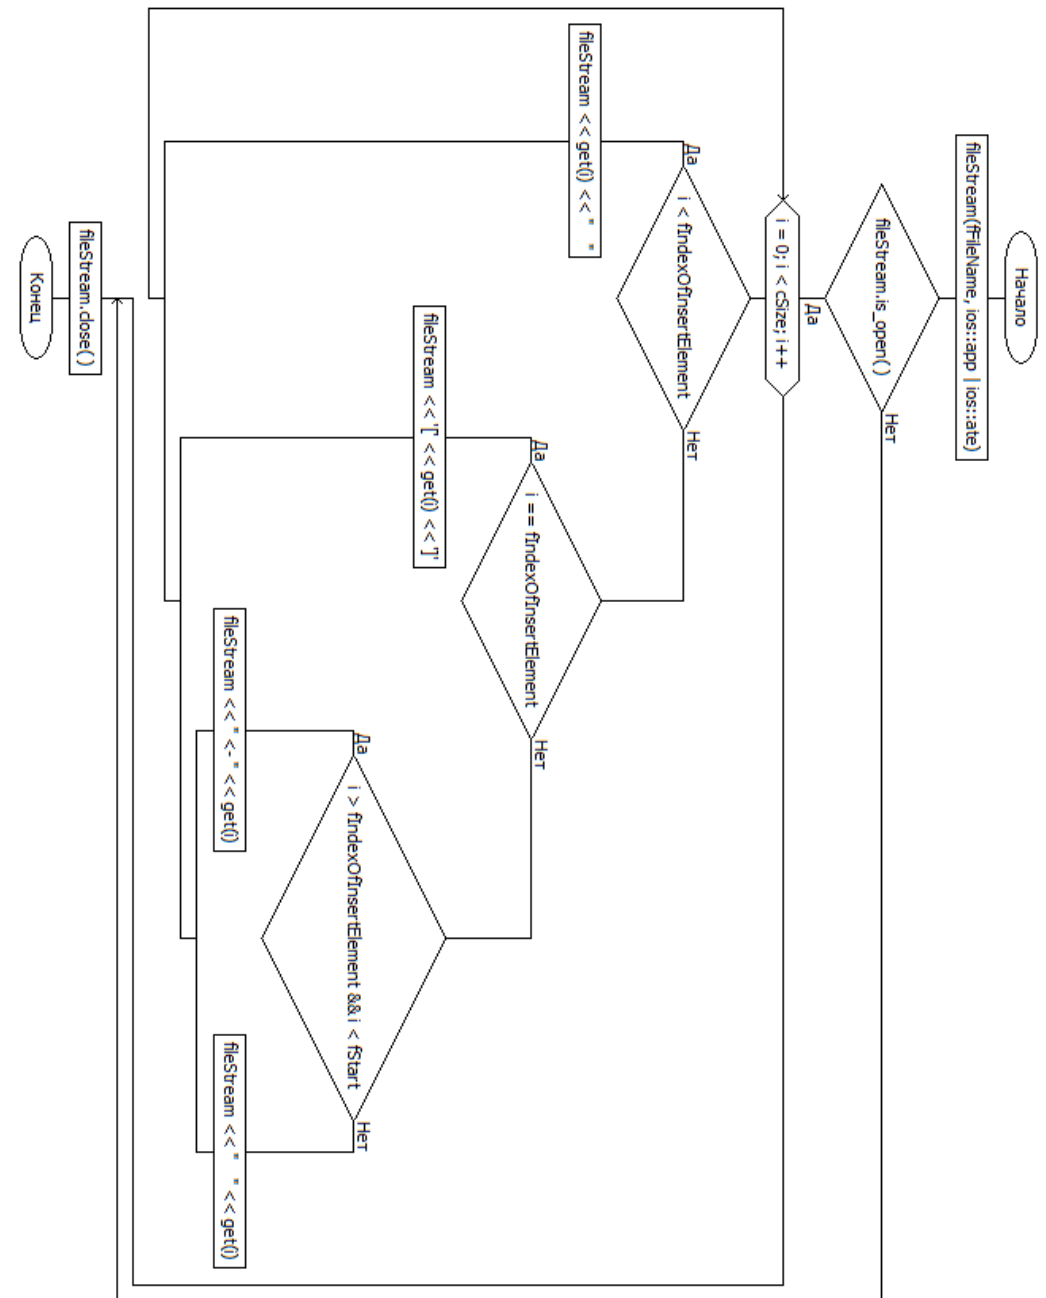 Начало
fileStream(fFileName, ios::app | ios::ate)
fileStream.is_open()
Да
Нет
i = 0; i < cSize; i++
i < fIndexOfInsertElement
Да
Нет
fileStream << get(i) << "   "
i == fIndexOfInsertElement
Да
Нет
fileStream << '[' << get(i) << ']'
i > fIndexOfInsertElement && i < fStart
Да
Нет
fileStream << " <- " << get(i)
fileStream << "   " << get(i)
fileStream.close()
Конец